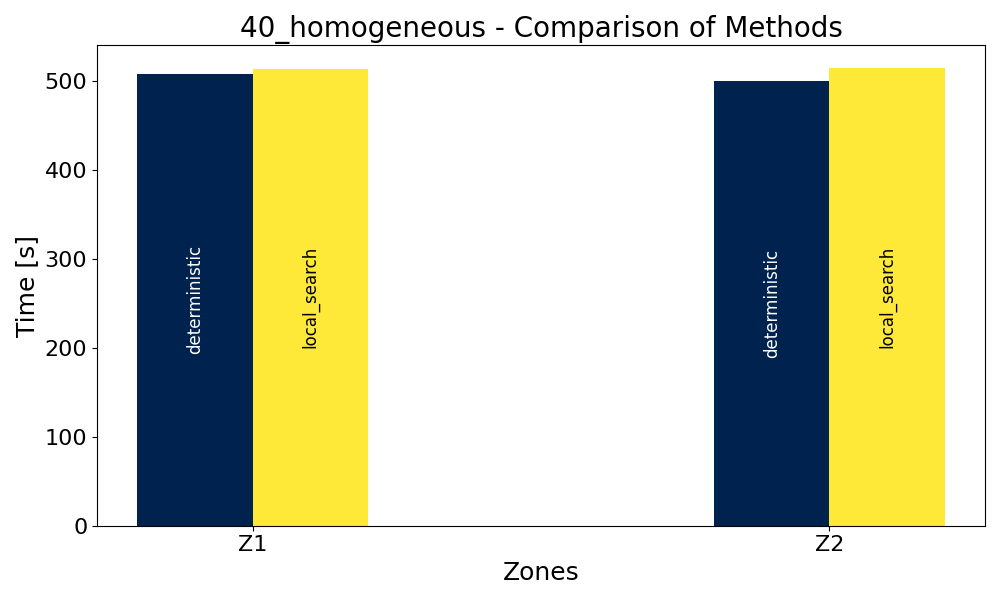 40_homogeneous - Comparison of Methods
Time [s]
500
400
300
200
100
0
deterministic
local_search
deterministic
local_search
Z1
Z2
Zones